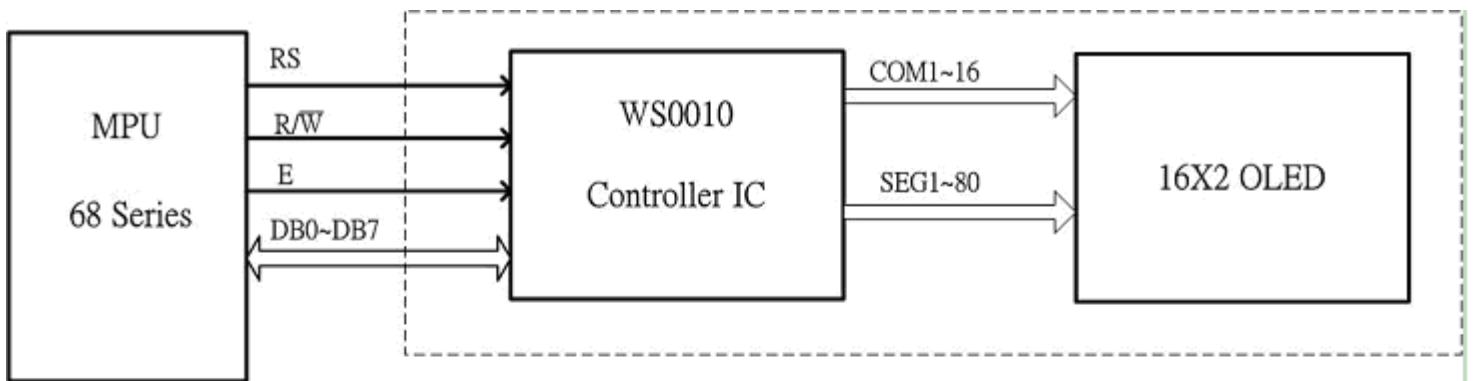 MPU
68 Series
RS
R/W̅
E
DB0~DB7
WS0010
Controller IC
COM1~16
SEG1~80
16X2 OLED